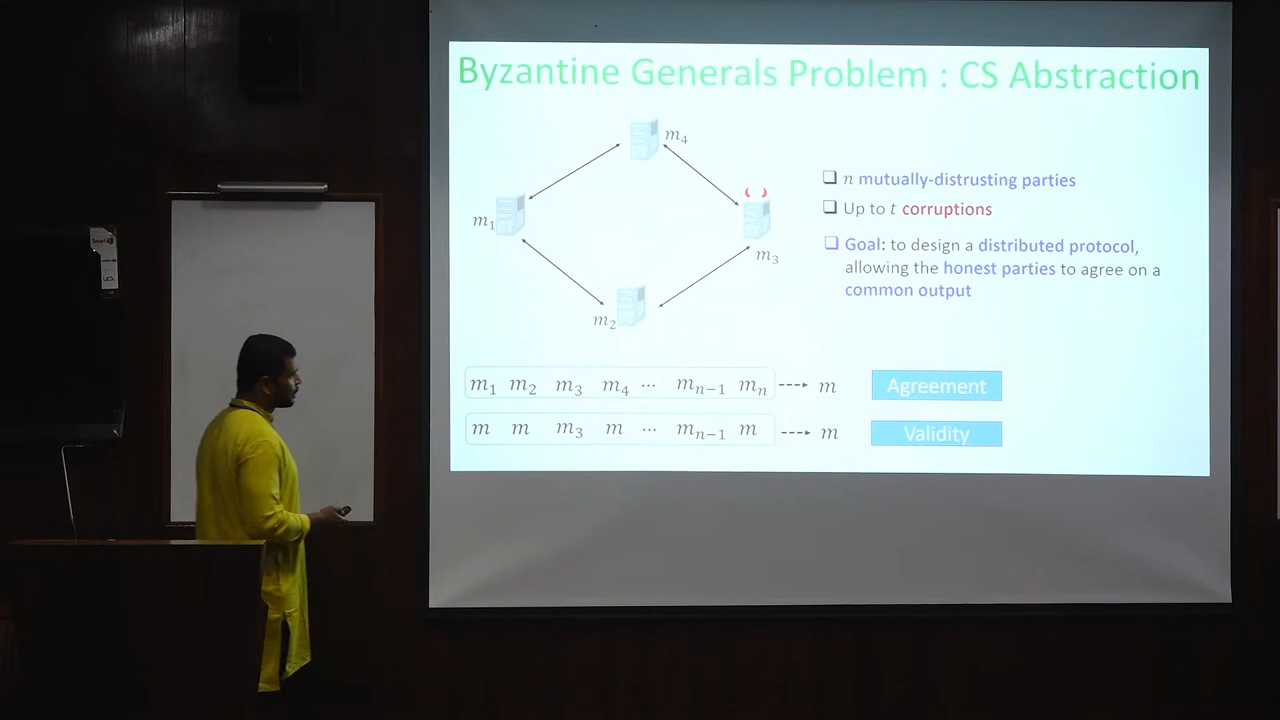 Byzantine Generals Problem : CS Abstraction
m₄
m₁
m₃
m₂
❑ n mutually-distrusting parties
❑ Up to t corruptions
❑ Goal: to design a distributed protocol,
allowing the honest parties to agree on a
common output
m₁ m₂ m₃ m₄ ⋯ mₙ₋₁ mₙ ---→ m Agreement
m m m₃ m ⋯ mₙ₋₁ m ---→ m Validity
Smart